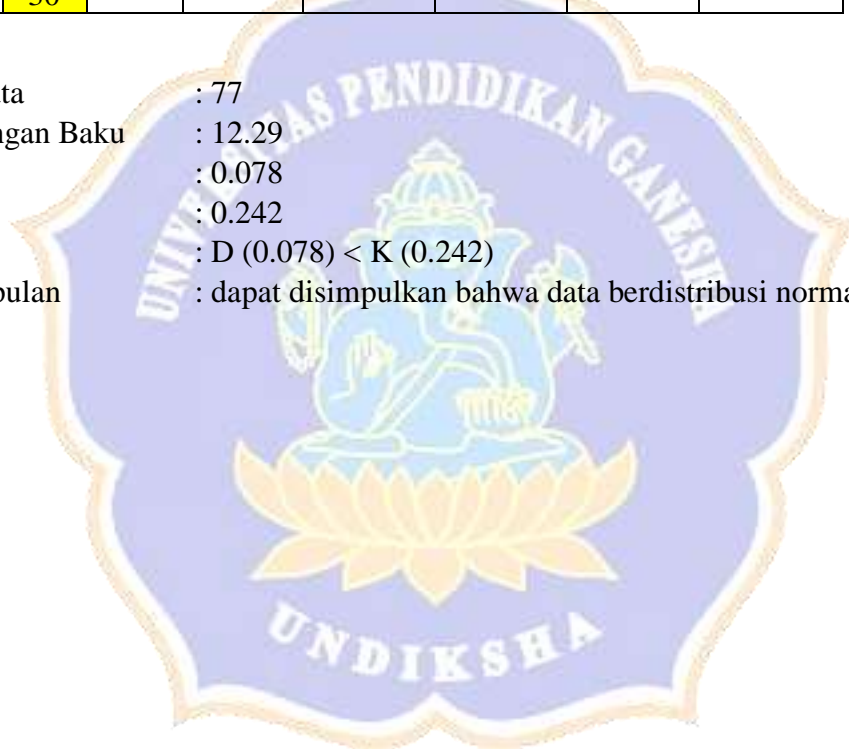 30
ta : 77
ngan Baku : 12.29
: 0.078
: 0.242
: D (0.078) < K (0.242)
pulan : dapat disimpulkan bahwa data berdistribusi norma
UNIVERSITAS PENDIDIKAN GANESHA
UNDIKSHA